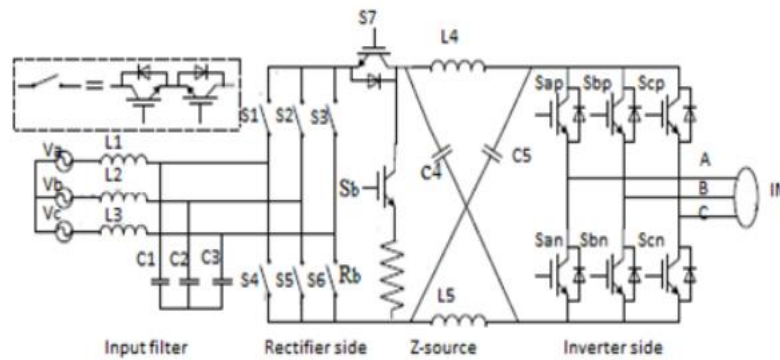 S7
L4
Sap Sbp Scp
S1 S2 S3
L1
Va
L2
Vb
L3
Vc
C4 C5
A
B
C
Sb
C1 C2 C3
S4 S5 S6 Rb
San Sbn Scn
L5
Input filter Rectifier side Z-source Inverter side